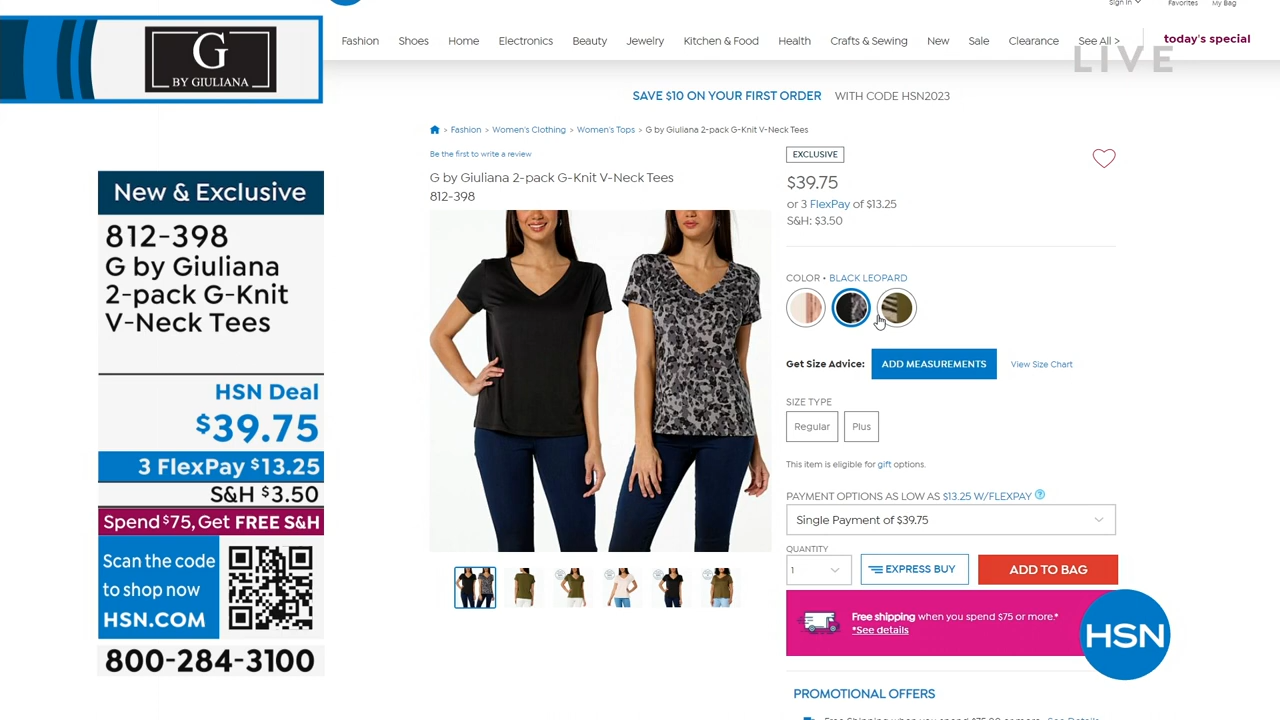 G
BY GIULIANA
New & Exclusive
812-398
G by Giuliana
2-pack G-Knit
V-Neck Tees
HSN Deal
$39.75
3 FlexPay $13.25
S&H $3.50
Spend $75, Get FREE S&H
Scan the code
to shop now
HSN.COM
800-284-3100
Sign In Favorites My Bag
Fashion Shoes Home Electronics Beauty Jewelry Kitchen & Food Health Crafts & Sewing New Sale Clearance See All > today's special
LIVE
SAVE $10 ON YOUR FIRST ORDER WITH CODE HSN2023
> Fashion > Women's Clothing > Women's Tops > G by Giuliana 2-pack G-Knit V-Neck Tees
Be the first to write a review
G by Giuliana 2-pack G-Knit V-Neck Tees
812-398
EXCLUSIVE
$39.75
or 3 FlexPay of $13.25
S&H: $3.50
COLOR • BLACK LEOPARD
Get Size Advice: ADD MEASUREMENTS View Size Chart
SIZE TYPE
Regular Plus
This item is eligible for gift options.
PAYMENT OPTIONS AS LOW AS $13.25 W/FLEXPAY ?
Single Payment of $39.75
QUANTITY
1 EXPRESS BUY ADD TO BAG
Free shipping when you spend $75 or more.*
*See details
HSN
PROMOTIONAL OFFERS